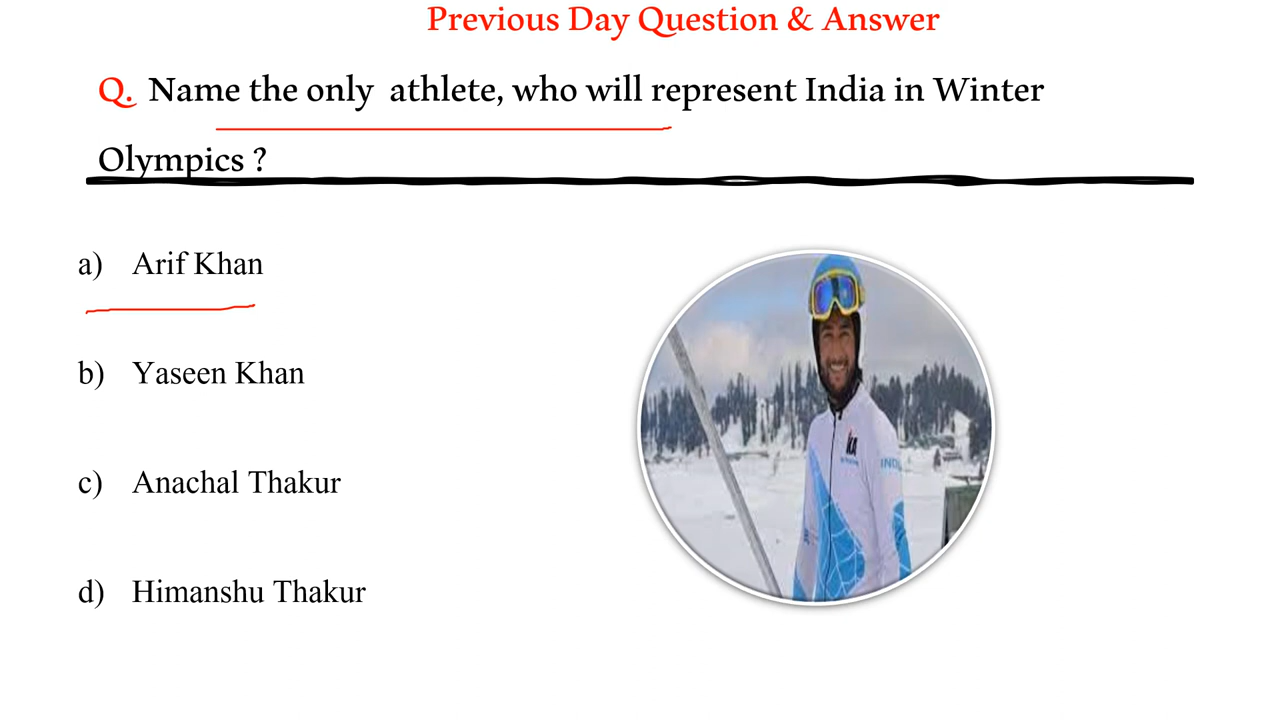 Previous Day Question & Answer
Q. Name the only athlete, who will represent India in Winter
Olympics ?
a) Arif Khan
b) Yaseen Khan
c) Anachal Thakur
d) Himanshu Thakur